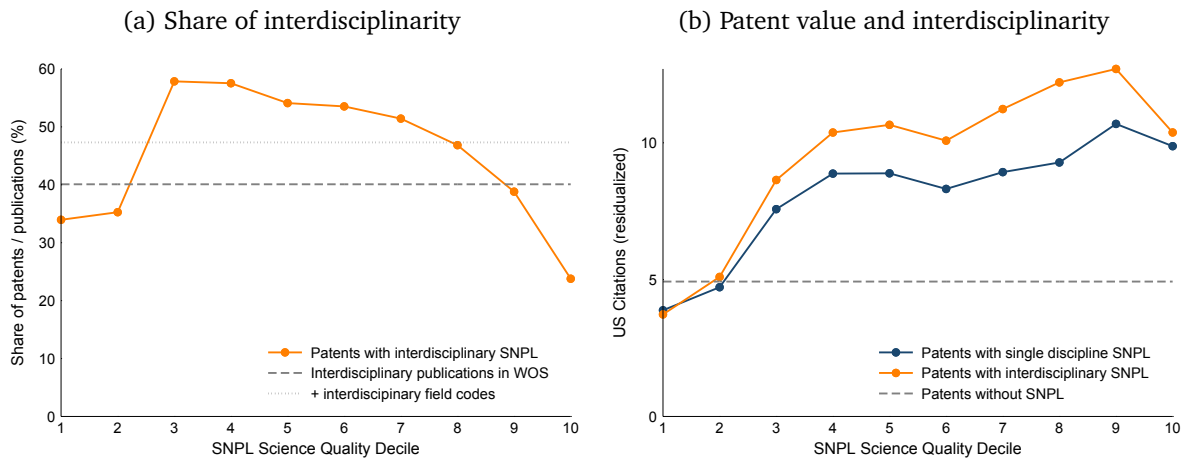 (a) Share of interdisciplinarity
60
50
40
30
20
10
0
Share of patents / publications (%)
Patents with interdisciplinary SNPL
Interdisciplinary publications in WOS
+ interdiscipinary field codes
1 2 3 4 5 6 7 8 9 10
SNPL Science Quality Decile
(b) Patent value and interdisciplinarity
10
5
0
US Citations (residualized)
Patents with single discipline SNPL
Patents with interdisciplinary SNPL
Patents without SNPL
1 2 3 4 5 6 7 8 9 10
SNPL Science Quality Decile